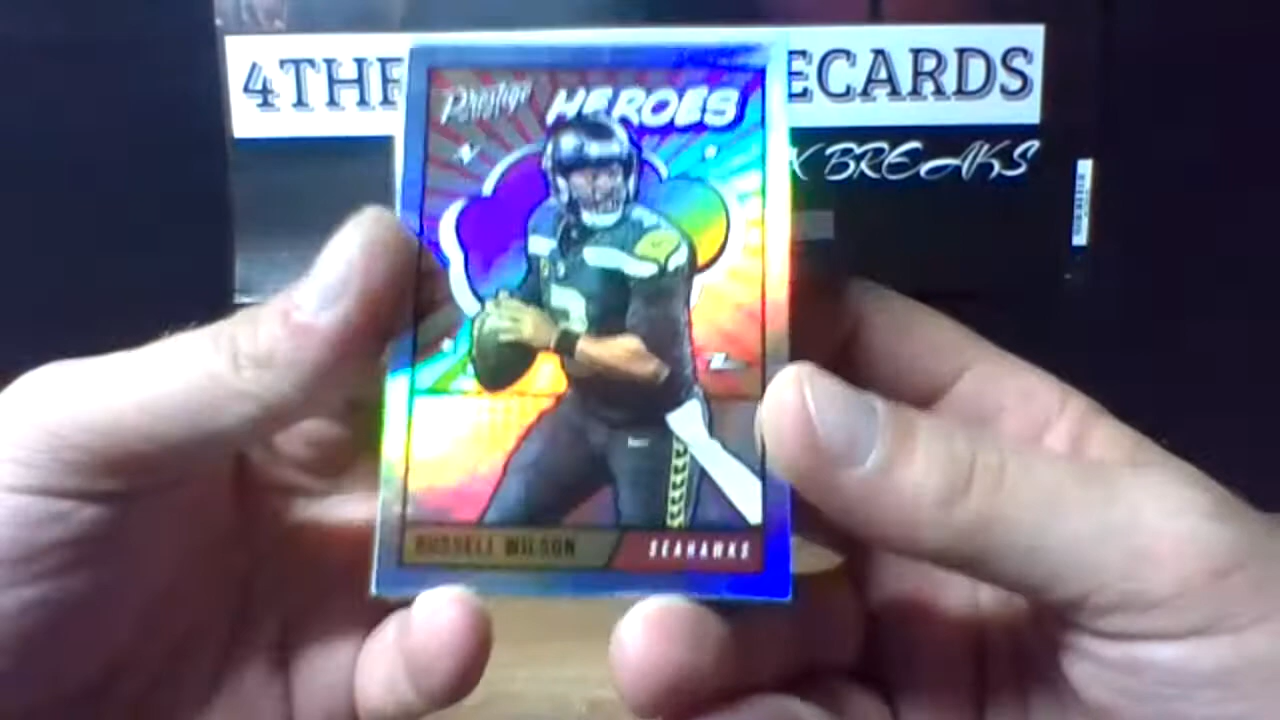 4THE ECARDS
X BREAKS
Prestige HEROES
RUSSELL WILSON SEAHAWKS